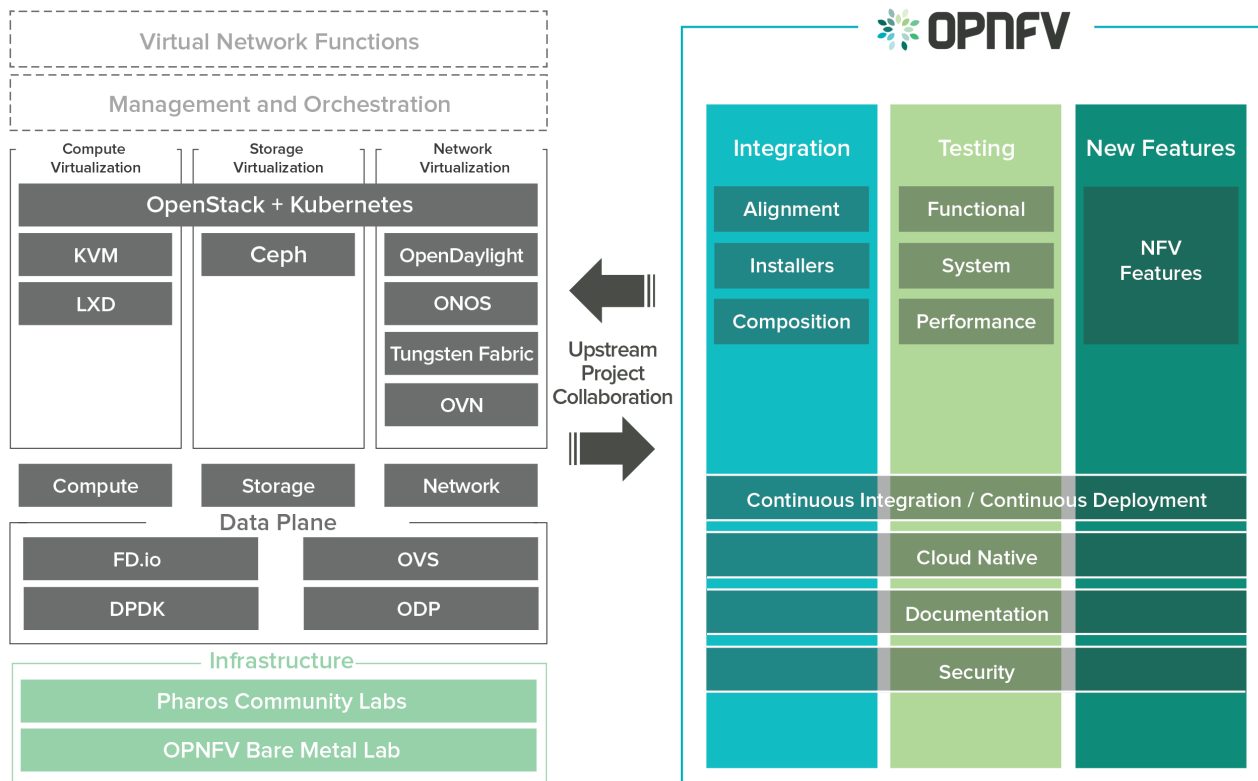 Virtual Network Functions
Management and Orchestration
Compute
Virtualization
Storage
Virtualization
Network
Virtualization
OpenStack + Kubernetes
KVM
Ceph
OpenDaylight
LXD
ONOS
Tungsten Fabric
OVN
Compute
Storage
Network
Data Plane
FD.io
OVS
DPDK
ODP
Infrastructure
Pharos Community Labs
OPNFV Bare Metal Lab
Upstream
Project
Collaboration
OPNFV
Integration
Testing
New Features
Alignment
Functional
NFV
Features
Installers
System
Composition
Performance
Continuous Integration / Continuous Deployment
Cloud Native
Documentation
Security